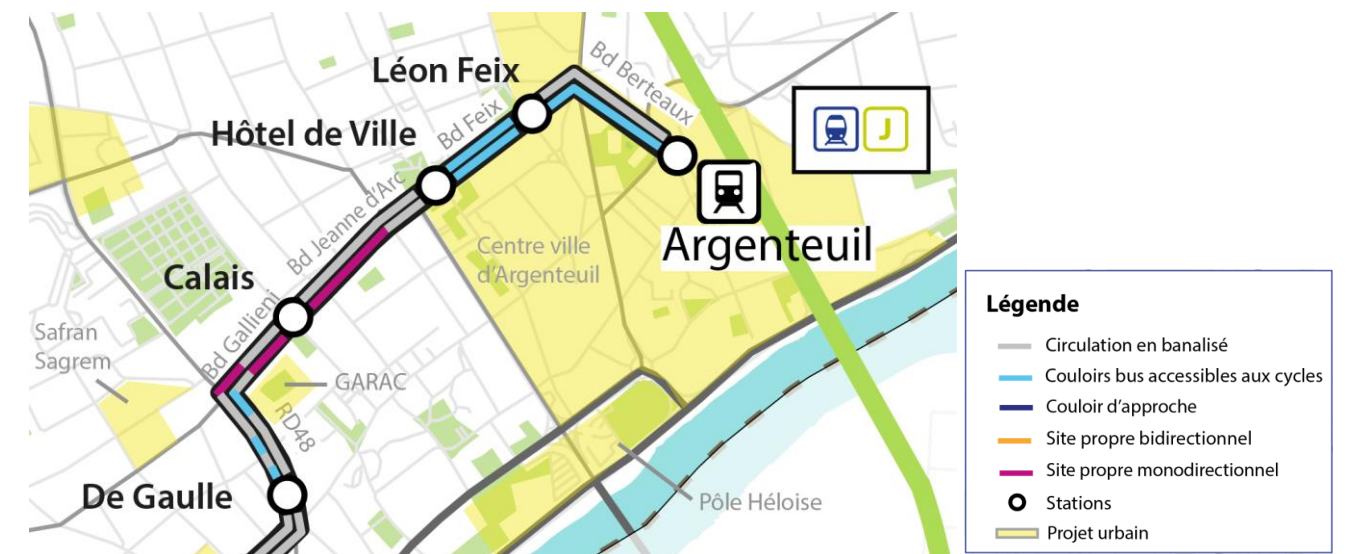 Léon Feix
Bd Berteaux
Bd Feix
Hôtel de Ville
J
Bd Jeanne d'Arc
Argenteuil
Centre ville
d'Argenteuil
Calais
Bd Gallieni
Safran
Sagrem
GARAC
RD48
De Gaulle
Pôle Héloise
Légende
Circulation en banalisé
Couloirs bus accessibles aux cycles
Couloir d'approche
Site propre bidirectionnel
Site propre monodirectionnel
Stations
Projet urbain